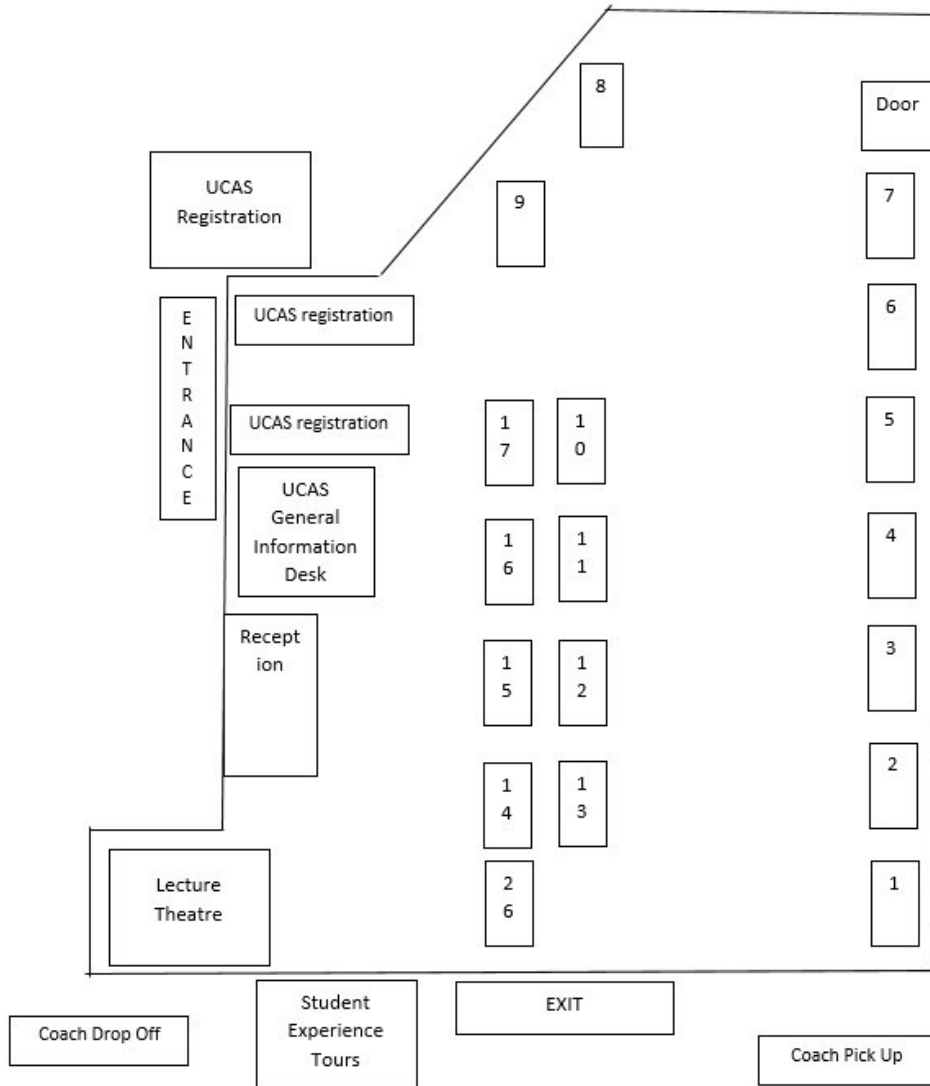 8
Door
UCAS
Registration
9
7
E
N
T
R
A
N
C
E
UCAS registration
6
UCAS registration
1
7
1
0
5
UCAS
General
Information
Desk
1
6
1
1
4
Recept
ion
1
5
1
2
3
1
4
1
3
2
Lecture
Theatre
2
6
1
Student
Experience
Tours
EXIT
Coach Drop Off
Coach Pick Up